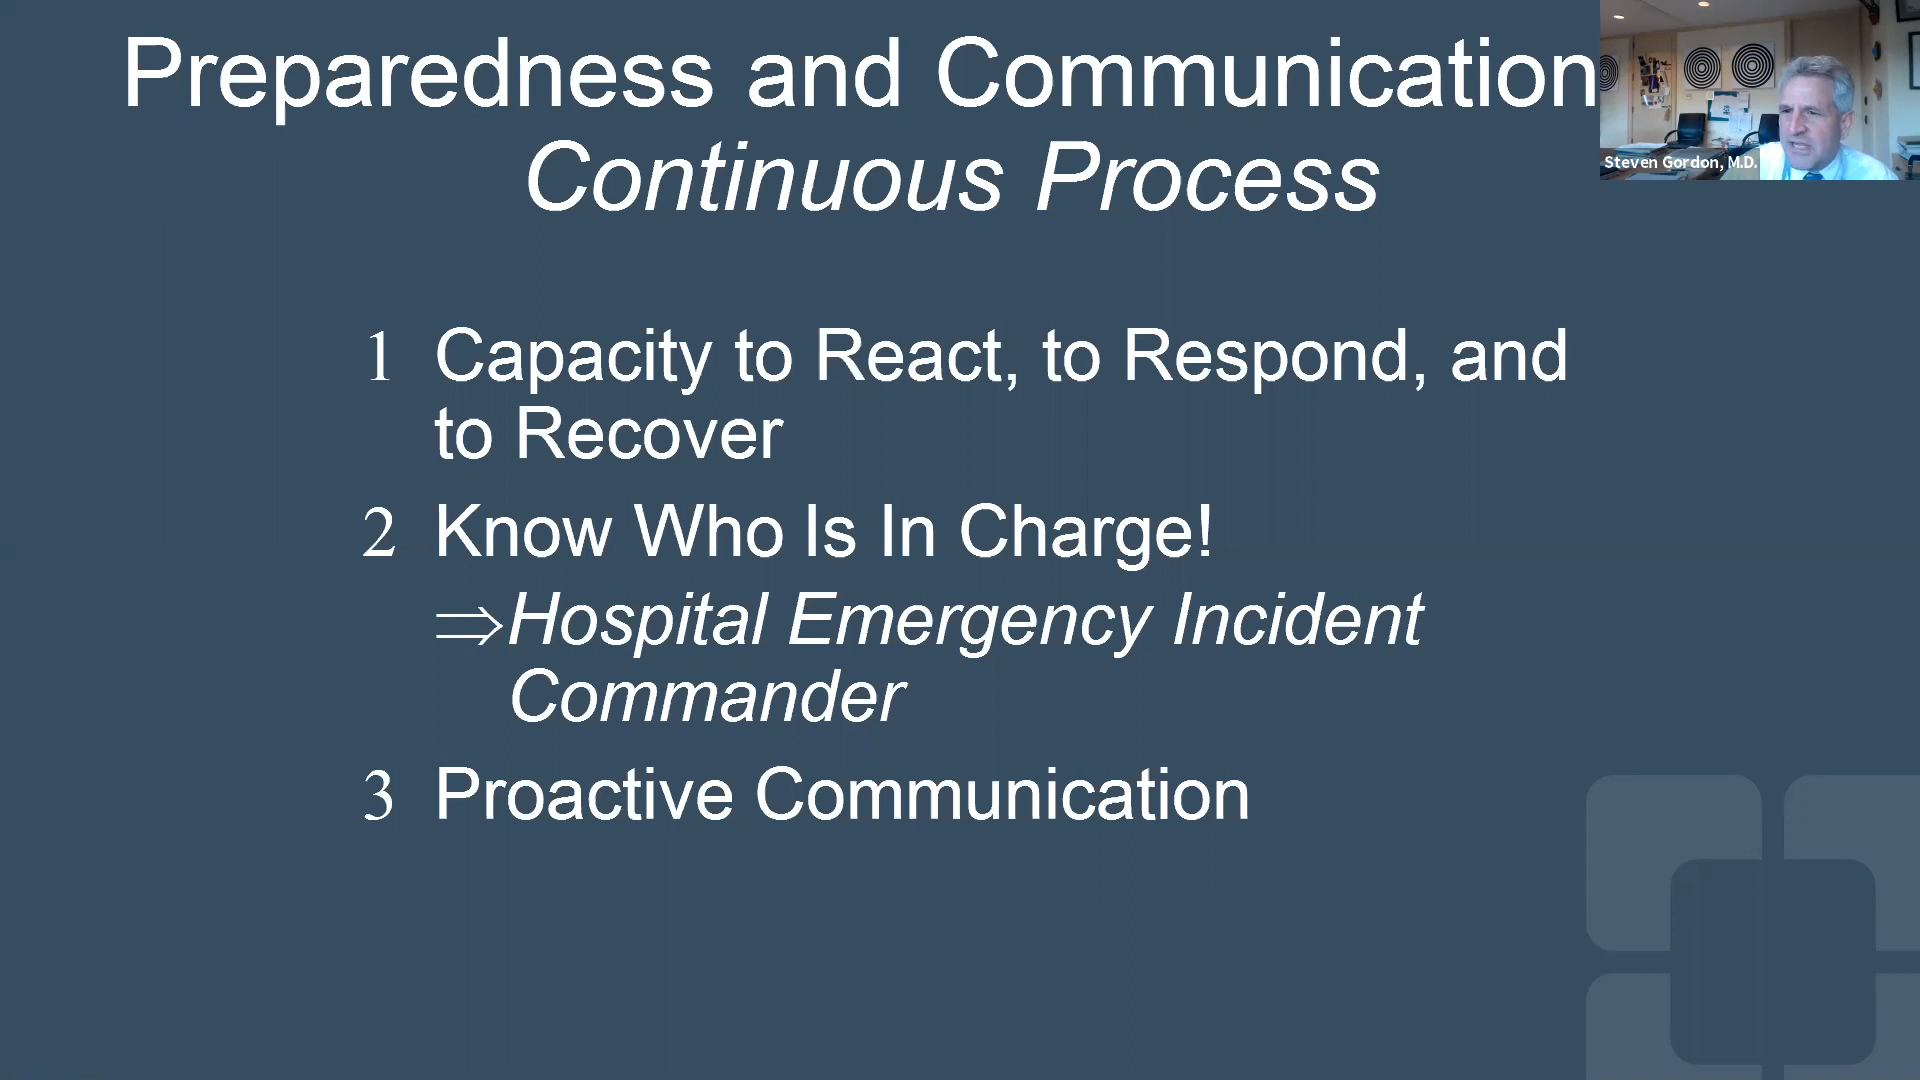 Preparedness and Communication
Continuous Process
Steven Gordon, M.D.
1 Capacity to React, to Respond, and
to Recover
2 Know Who Is In Charge!
⇒Hospital Emergency Incident
Commander
3 Proactive Communication